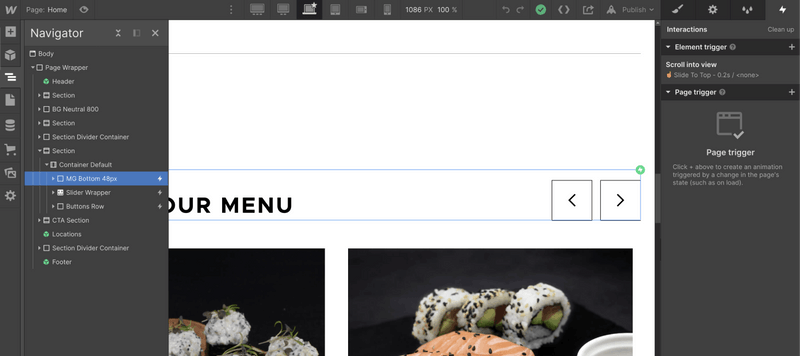 Page: Home
1086 PX 100 %
Publish
Navigator
Body
Page Wrapper
Header
Section
BG Neutral 800
Section
Section Divider Container
Section
Container Default
MG Bottom 48px
Slider Wrapper
Buttons Row
CTA Section
Locations
Section Divider Container
Footer
OUR MENU
Interactions
Clean up
Element trigger
Scroll into view
Slide To Top - 0.2s / <none>
Page trigger
Page trigger
Click + above to create an animation
triggered by a change in the page's
state (such as on load).